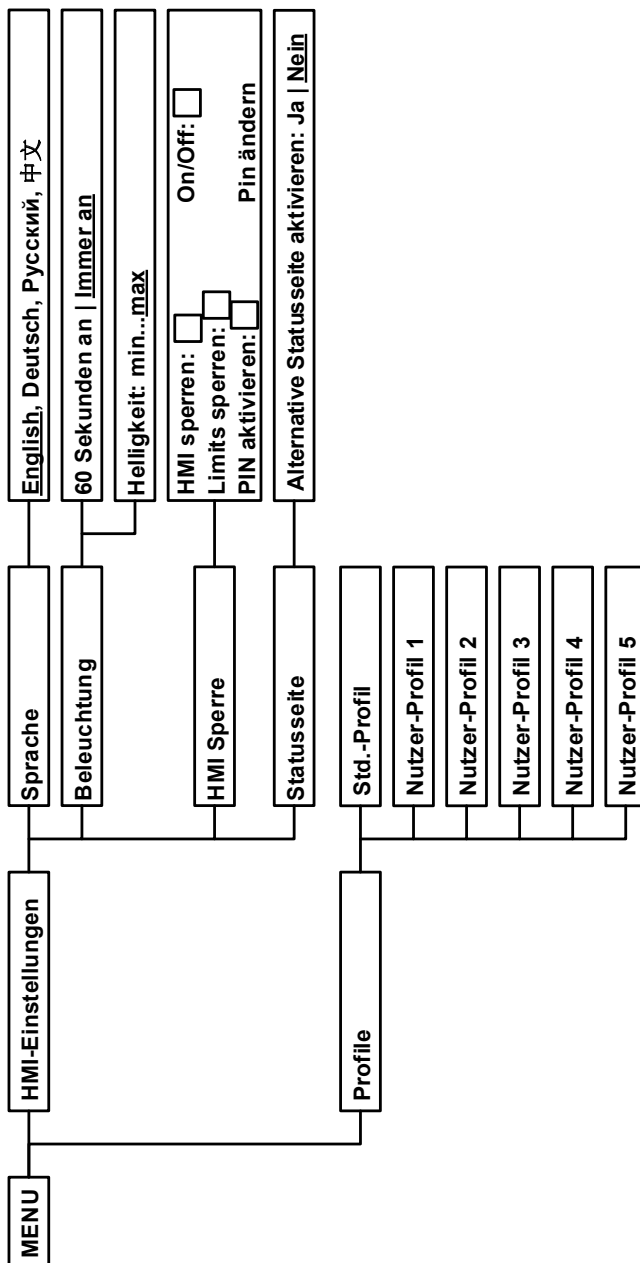 MENU
HMI-Einstellungen
Sprache
English, Deutsch, Русский, 中文
Beleuchtung
60 Sekunden an | Immer an
Helligkeit: min...max
HMI Sperre
HMI sperren: On/Off:
Limits sperren:
PIN aktivieren: Pin ändern
Statusseite
Alternative Statusseite aktivieren: Ja | Nein
Profile
Std.-Profil
Nutzer-Profil 1
Nutzer-Profil 2
Nutzer-Profil 3
Nutzer-Profil 4
Nutzer-Profil 5